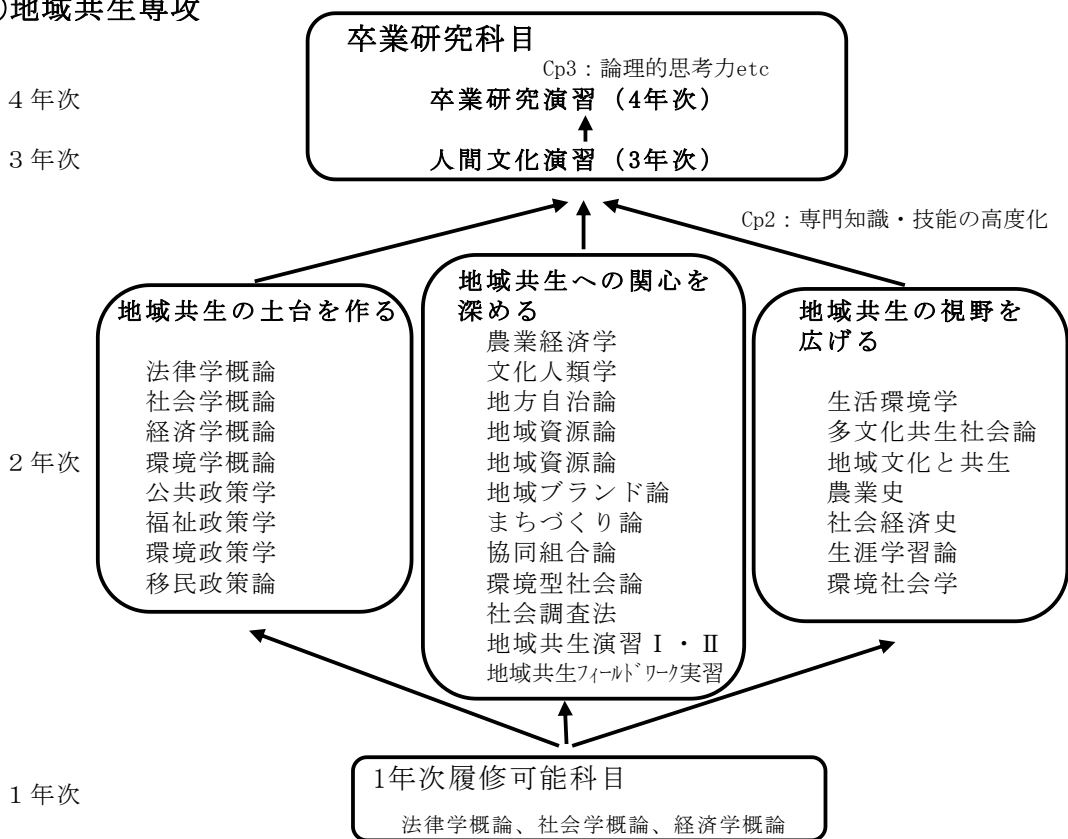 )地域共生専攻
卒業研究科目
Cp3：論理的思考力etc
４年次
卒業研究演習（4年次）
３年次
人間文化演習（3年次）
Cp2：専門知識・技能の高度化
地域共生の土台を作る
法律学概論
社会学概論
経済学概論
環境学概論
公共政策学
福祉政策学
環境政策学
移民政策論
地域共生への関心を
深める
農業経済学
文化人類学
地方自治論
地域資源論
地域資源論
地域ブランド論
まちづくり論
協同組合論
環境型社会論
社会調査法
地域共生演習Ⅰ・Ⅱ
地域共生ﾌｨｰﾙﾄﾞﾜｰｸ実習
地域共生の視野を
広げる
生活環境学
多文化共生社会論
地域文化と共生
農業史
社会経済史
生涯学習論
環境社会学
２年次
1年次履修可能科目
１年次
法律学概論、社会学概論、経済学概論